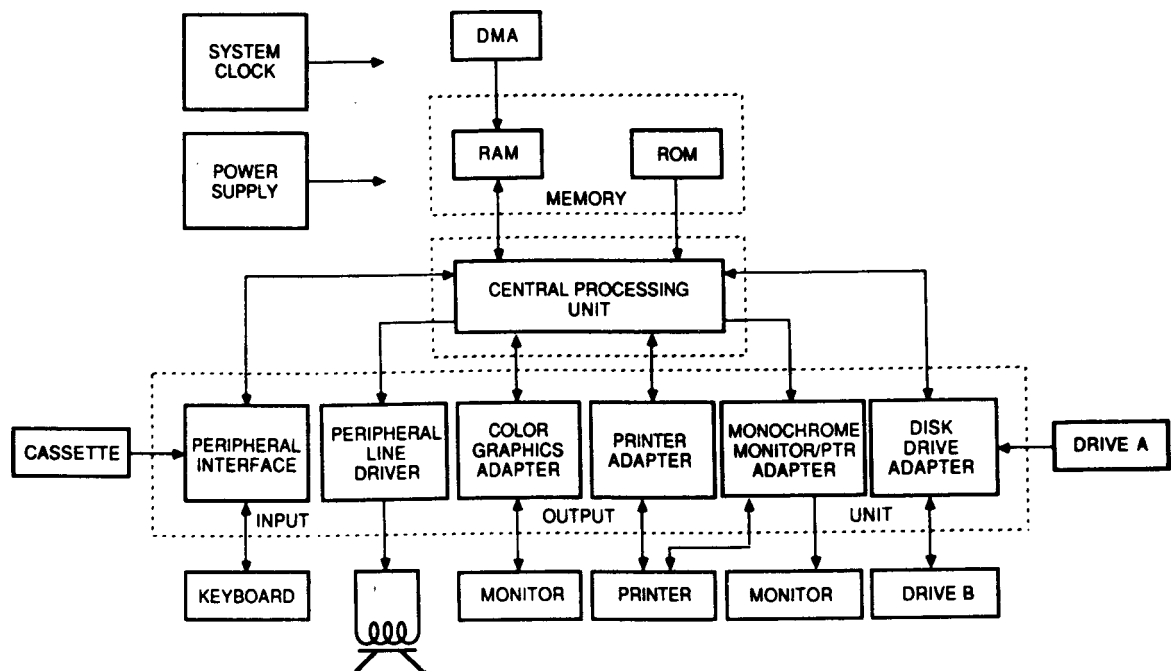 SYSTEM
CLOCK
DMA
POWER
SUPPLY
RAM
ROM
MEMORY
CENTRAL PROCESSING
UNIT
CASSETTE
PERIPHERAL
INTERFACE
PERIPHERAL
LINE
DRIVER
COLOR
GRAPHICS
ADAPTER
PRINTER
ADAPTER
MONOCHROME
MONITOR/PTR
ADAPTER
DISK
DRIVE
ADAPTER
DRIVE A
INPUT
OUTPUT
UNIT
KEYBOARD
MONITOR
PRINTER
MONITOR
DRIVE B